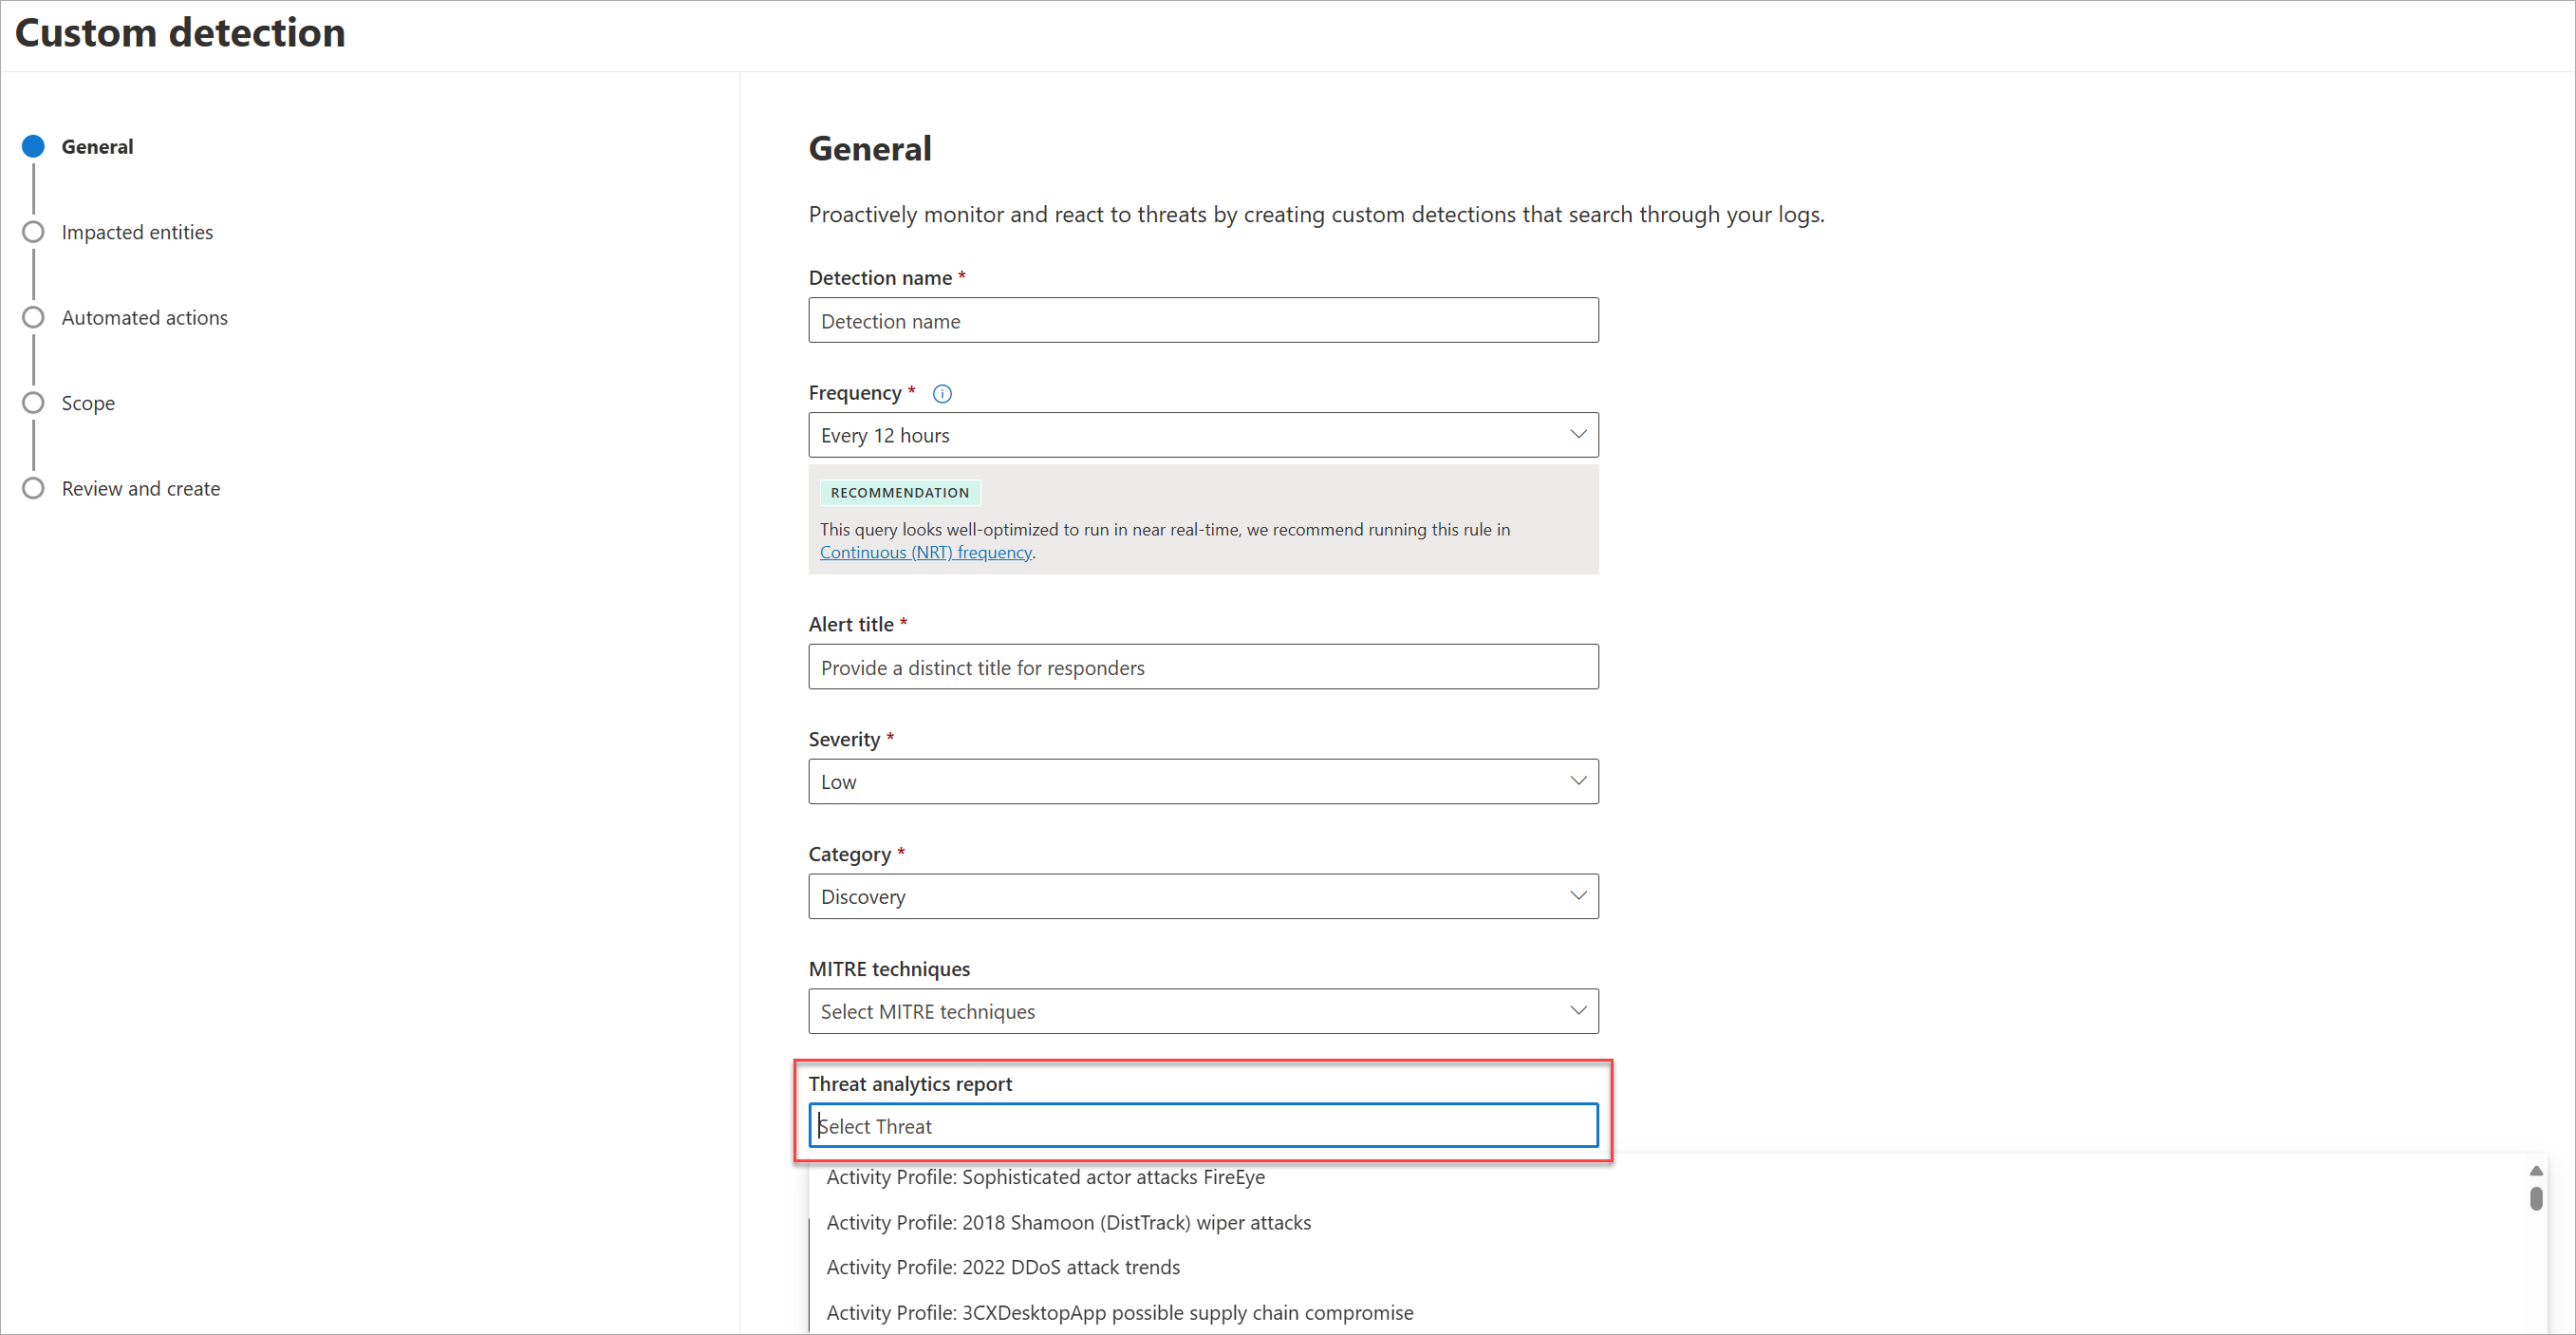 Custom detection
General
Impacted entities
Automated actions
Scope
Review and create
General
Proactively monitor and react to threats by creating custom detections that search through your logs.
Detection name *
Detection name
Frequency *
Every 12 hours
RECOMMENDATION
This query looks well-optimized to run in near real-time, we recommend running this rule in
Continuous (NRT) frequency.
Alert title *
Provide a distinct title for responders
Severity *
Low
Category *
Discovery
MITRE techniques
Select MITRE techniques
Threat analytics report
Select Threat
Activity Profile: Sophisticated actor attacks FireEye
Activity Profile: 2018 Shamoon (DistTrack) wiper attacks
Activity Profile: 2022 DDoS attack trends
Activity Profile: 3CXDesktopApp possible supply chain compromise